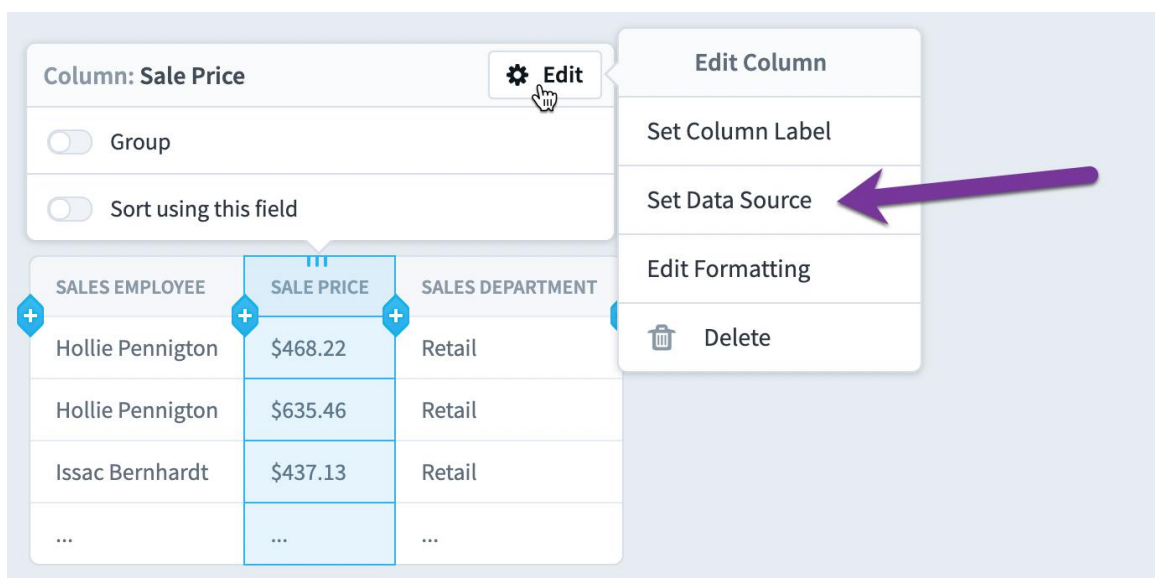 Column: Sale Price
Edit
Group
Sort using this field
Edit Column
Set Column Label
Set Data Source
Edit Formatting
Delete
SALES EMPLOYEE SALE PRICE SALES DEPARTMENT
Hollie Pennigton $468.22 Retail
Hollie Pennigton $635.46 Retail
Issac Bernhardt $437.13 Retail
... ... ...